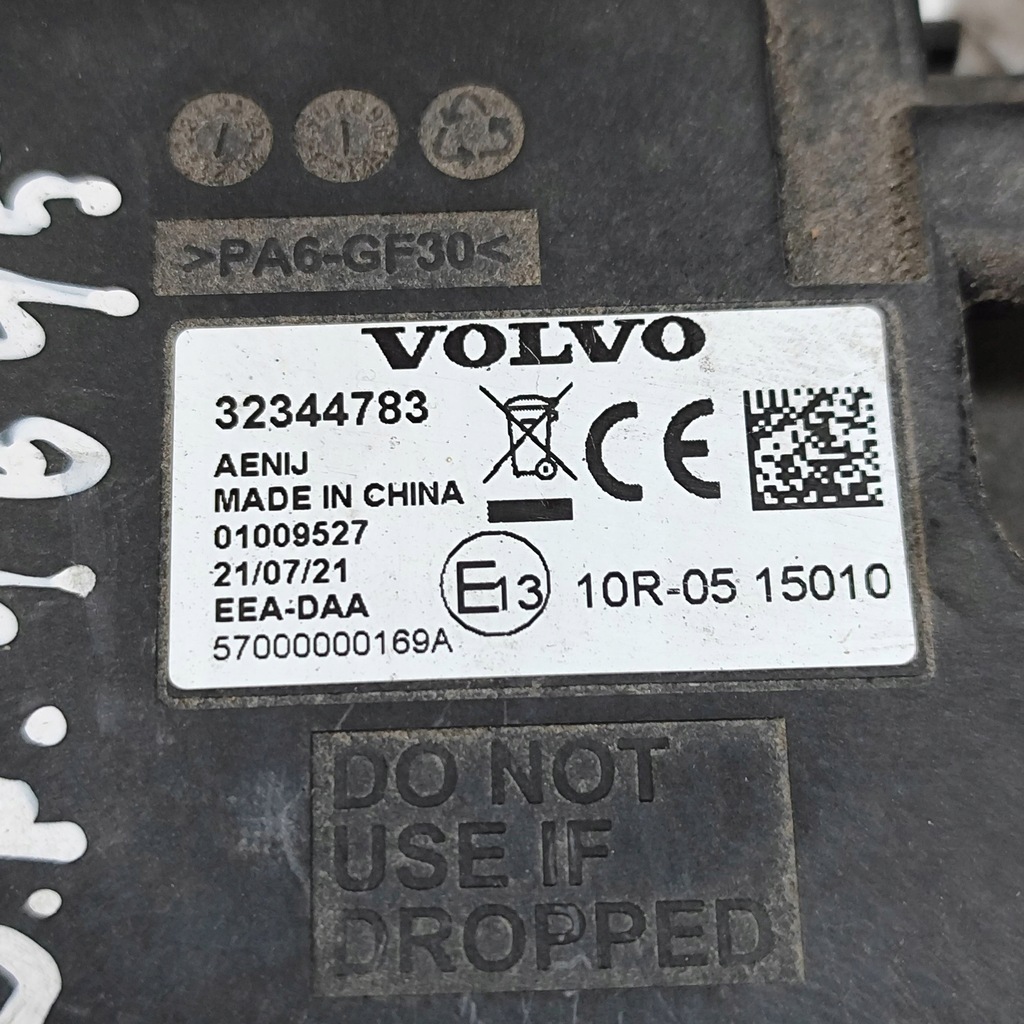 >PA6-GF30<
VOLVO
32344783
AENIJ
MADE IN CHINA
01009527
21/07/21
EEA-DAA
57000000169A
CE
E13 10R-05 15010
DO NOT
USE IF
DROPPED